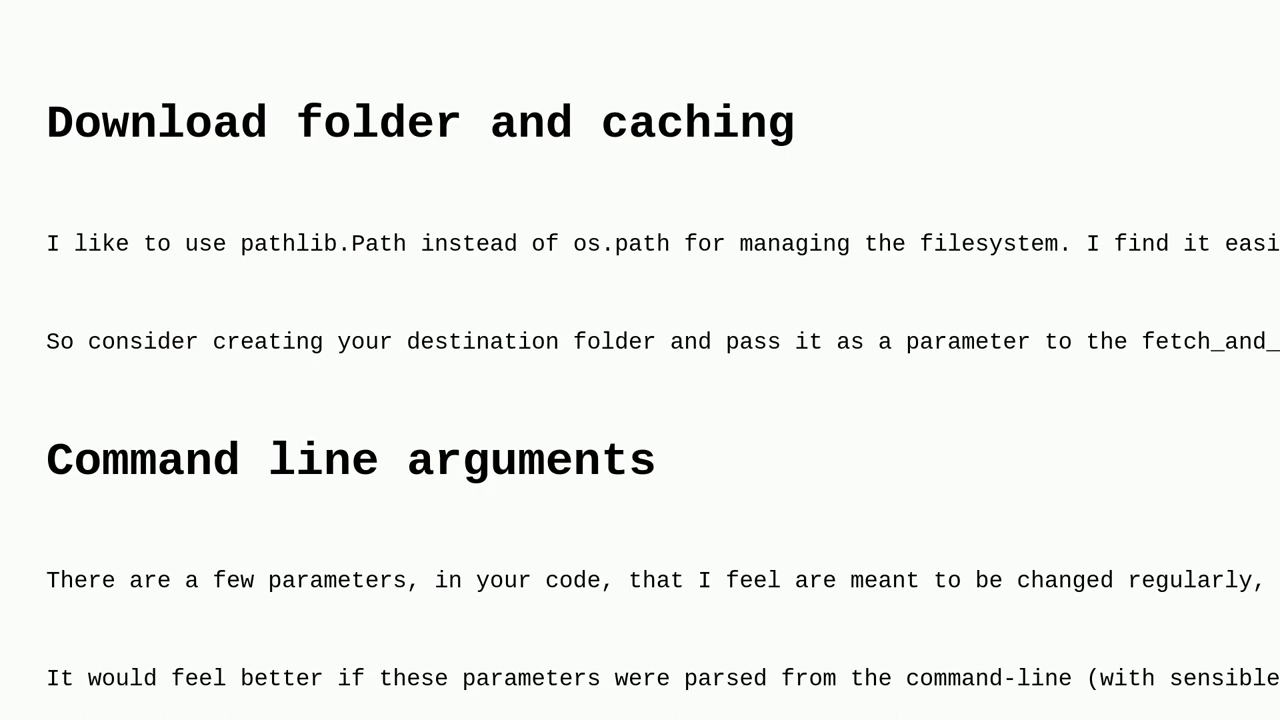 Download folder and caching
I like to use pathlib.Path instead of os.path for managing the filesystem. I find it easi
So consider creating your destination folder and pass it as a parameter to the fetch_and_
Command line arguments
There are a few parameters, in your code, that I feel are meant to be changed regularly,
It would feel better if these parameters were parsed from the command-line (with sensible